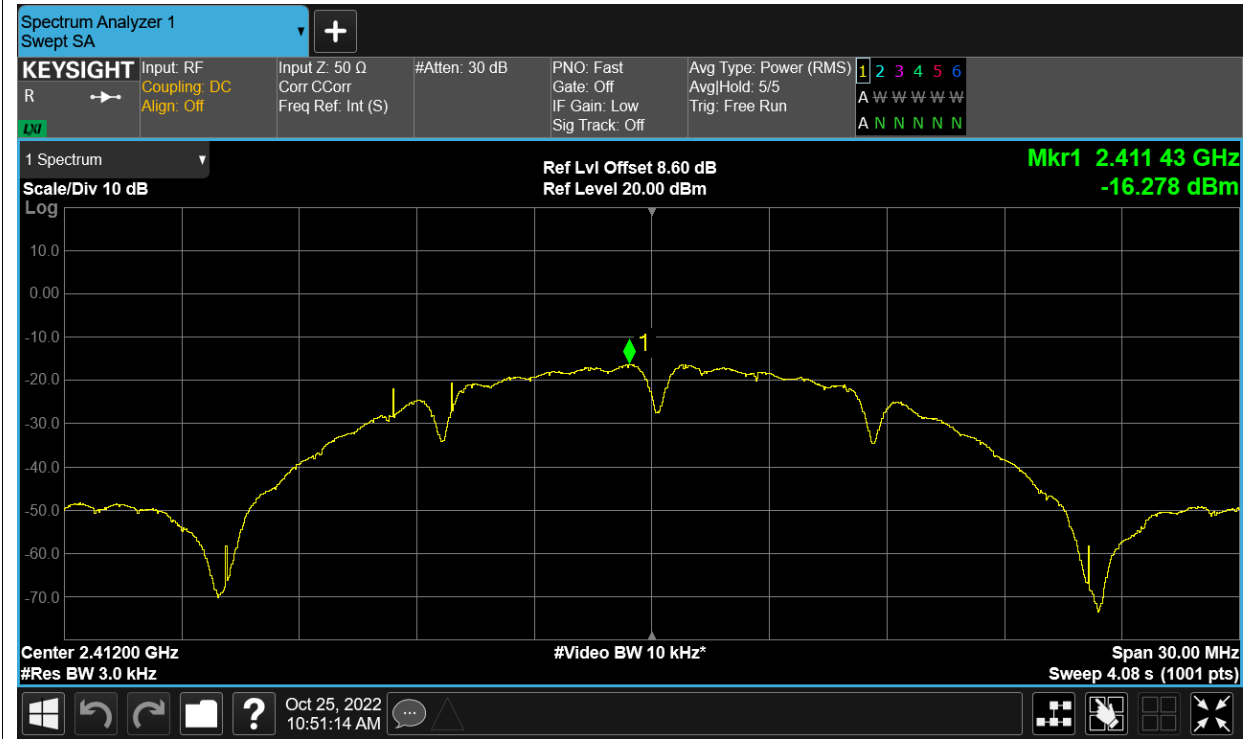 Spectrum Analyzer 1
Swept SA
KEYSIGHT
R
LXI
Input: RF
Coupling: DC
Align: Off
Input Z: 50 Ω
Corr CCorr
Freq Ref: Int (S)
#Atten: 30 dB
PNO: Fast
Gate: Off
IF Gain: Low
Sig Track: Off
Avg Type: Power (RMS)
Avg|Hold: 5/5
Trig: Free Run
1 2 3 4 5 6
A W W W W W
A N N N N N
1 Spectrum
Scale/Div 10 dB
Log
Ref Lvl Offset 8.60 dB
Ref Level 20.00 dBm
Mkr1 2.411 43 GHz
-16.278 dBm
10.0
0.00
-10.0
1
-20.0
-30.0
-40.0
-50.0
-60.0
-70.0
Center 2.41200 GHz
#Video BW 10 kHz*
Span 30.00 MHz
#Res BW 3.0 kHz
Sweep 4.08 s (1001 pts)
?
Oct 25, 2022
10:51:14 AM